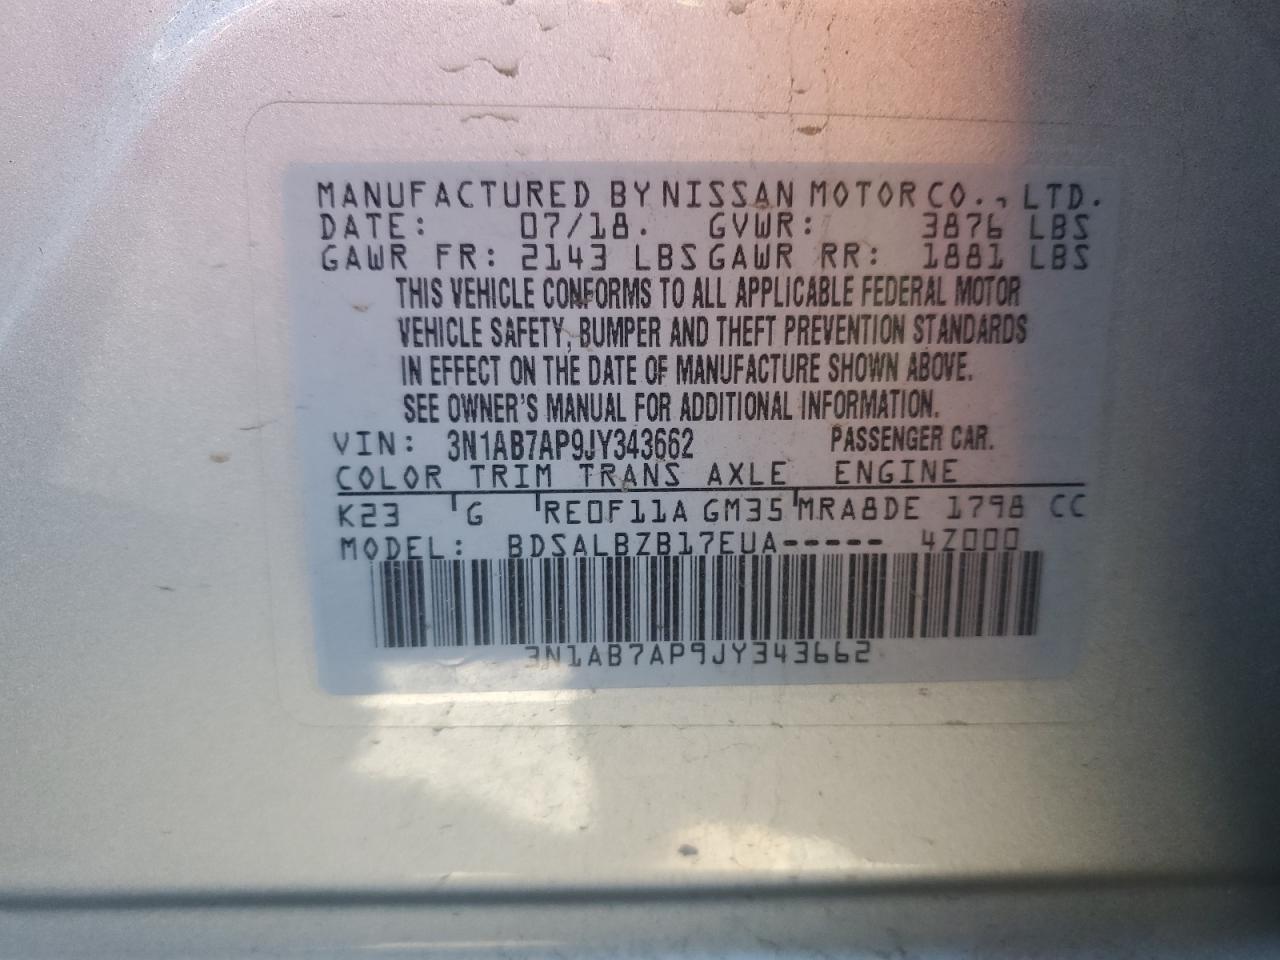 MANUFACTURED BY NISSAN MOTOR CO., LTD.
DATE: 07/18. GVWR: 3876 LBS
GAWR FR: 2143 LBS GAWR RR: 1881 LBS
THIS VEHICLE CONFORMS TO ALL APPLICABLE FEDERAL MOTOR
VEHICLE SAFETY, BUMPER AND THEFT PREVENTION STANDARDS
IN EFFECT ON THE DATE OF MANUFACTURE SHOWN ABOVE.
SEE OWNER'S MANUAL FOR ADDITIONAL INFORMATION.
VIN: 3N1AB7AP9JY343662 PASSENGER CAR.
COLOR TRIM TRANS AXLE ENGINE
K23 G RE0F11A GM35 MRA8DE 1798 CC
MODEL: BDSALBZB17EUA----- 4Z000
3N1AB7AP9JY343662